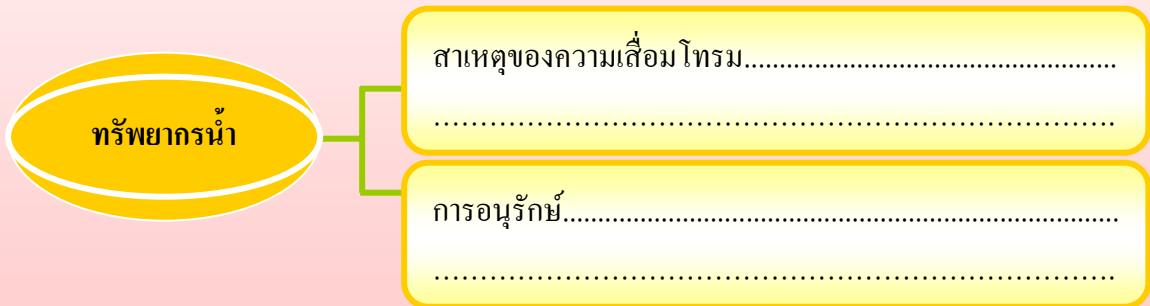 ทรัพยากรน้ำ
สาเหตุของความเสื่อมโทรม.....................................................
………………………………………………………………
การอนุรักษ์...............................................................................
………………………………………………………………